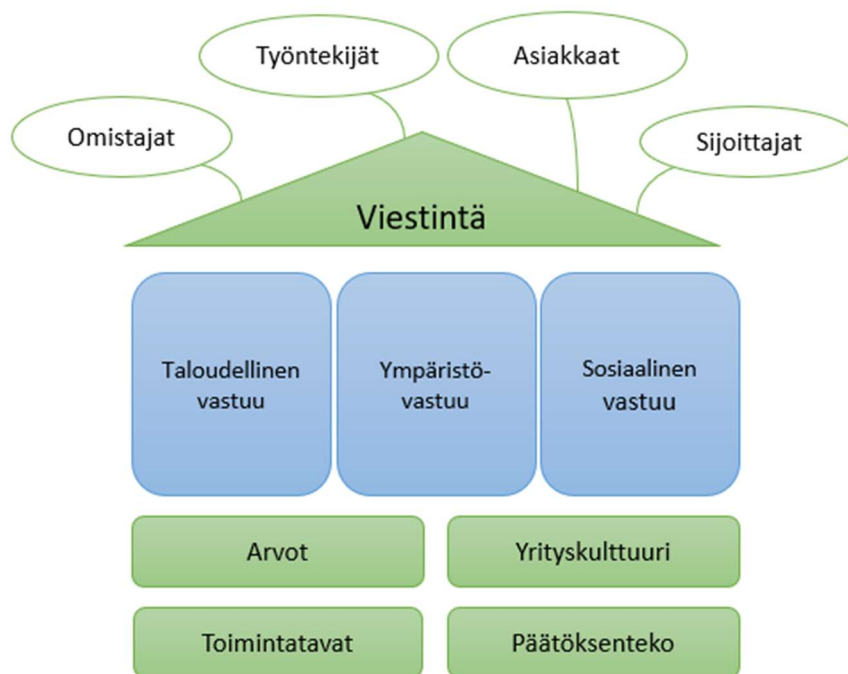 Työntekijät
Asiakkaat
Omistajat
Sijoittajat
Viestintä
Taloudellinen
vastuu
Ympäristö-
vastuu
Sosiaalinen
vastuu
Arvot
Yrityskulttuuri
Toimintatavat
Päätöksenteko